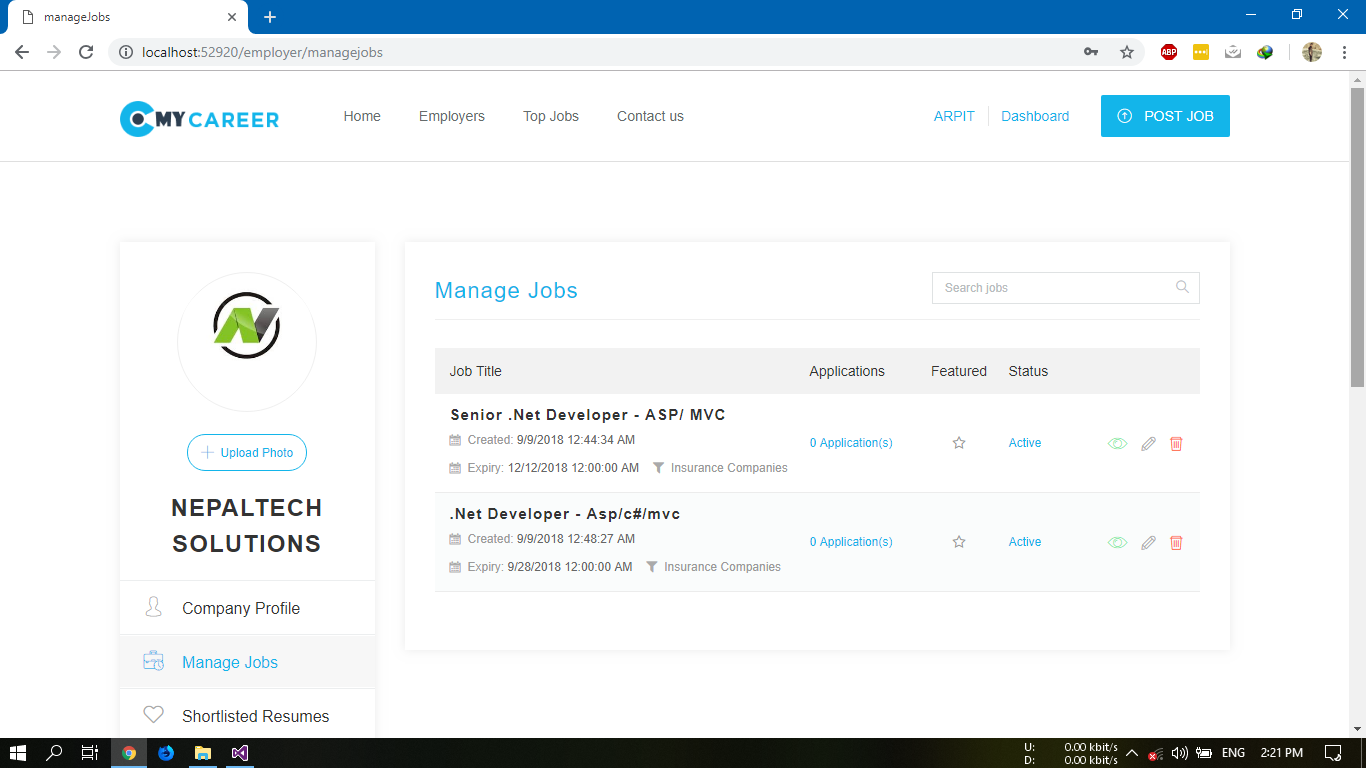 manageJobs
localhost:52920/employer/managejobs
ABP
MY CAREER
Home Employers Top Jobs Contact us ARPIT Dashboard POST JOB
Manage Jobs
Search jobs
Upload Photo
NEPALTECH
SOLUTIONS
Company Profile
Manage Jobs
Shortlisted Resumes
Job Title Applications Featured Status
Senior .Net Developer - ASP/ MVC
Created: 9/9/2018 12:44:34 AM
0 Application(s) Active
Expiry: 12/12/2018 12:00:00 AM Insurance Companies
.Net Developer - Asp/c#/mvc
Created: 9/9/2018 12:48:27 AM
0 Application(s) Active
Expiry: 9/28/2018 12:00:00 AM Insurance Companies
U: 0.00 kbit/s
D: 0.00 kbit/s
ENG 2:21 PM